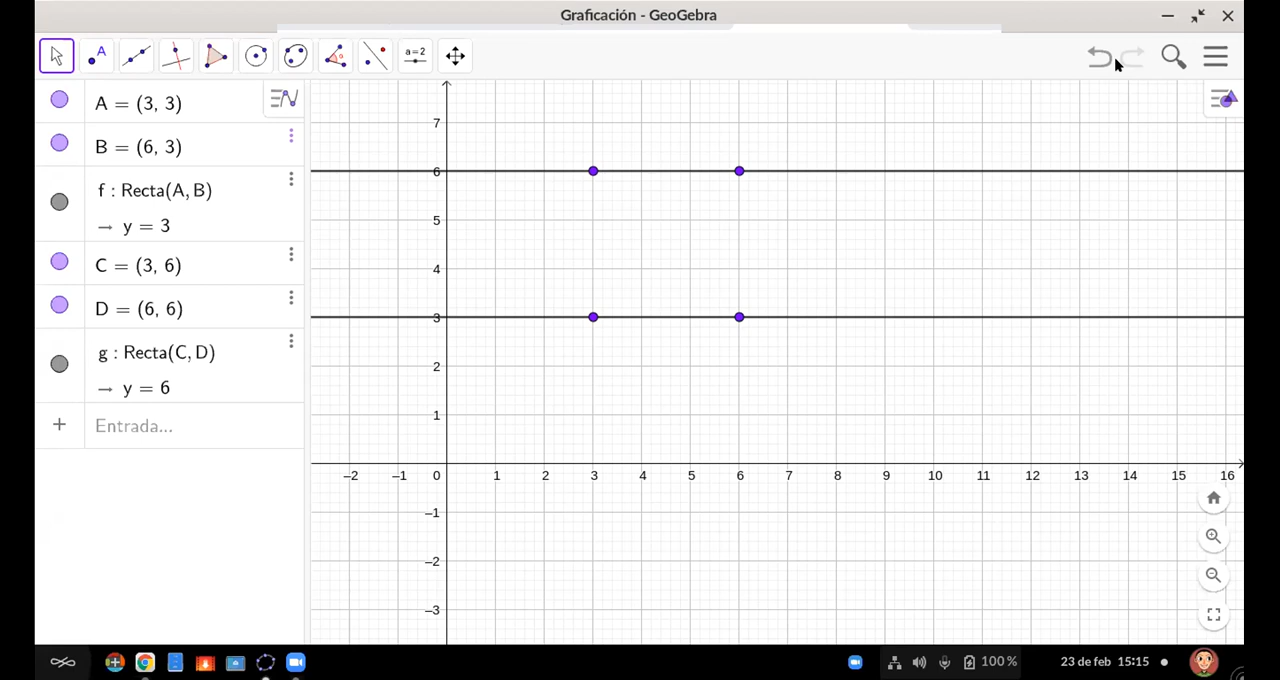 Graficación - GeoGebra
A
a=2
A = (3, 3)
B = (6, 3)
f : Recta(A, B)
→ y = 3
C = (3, 6)
D = (6, 6)
g : Recta(C, D)
→ y = 6
+ Entrada...
7
6
5
4
3
2
1
–2 –1 0 1 2 3 4 5 6 7 8 9 10 11 12 13 14 15 16
–1
–2
–3
100 %
23 de feb 15:15